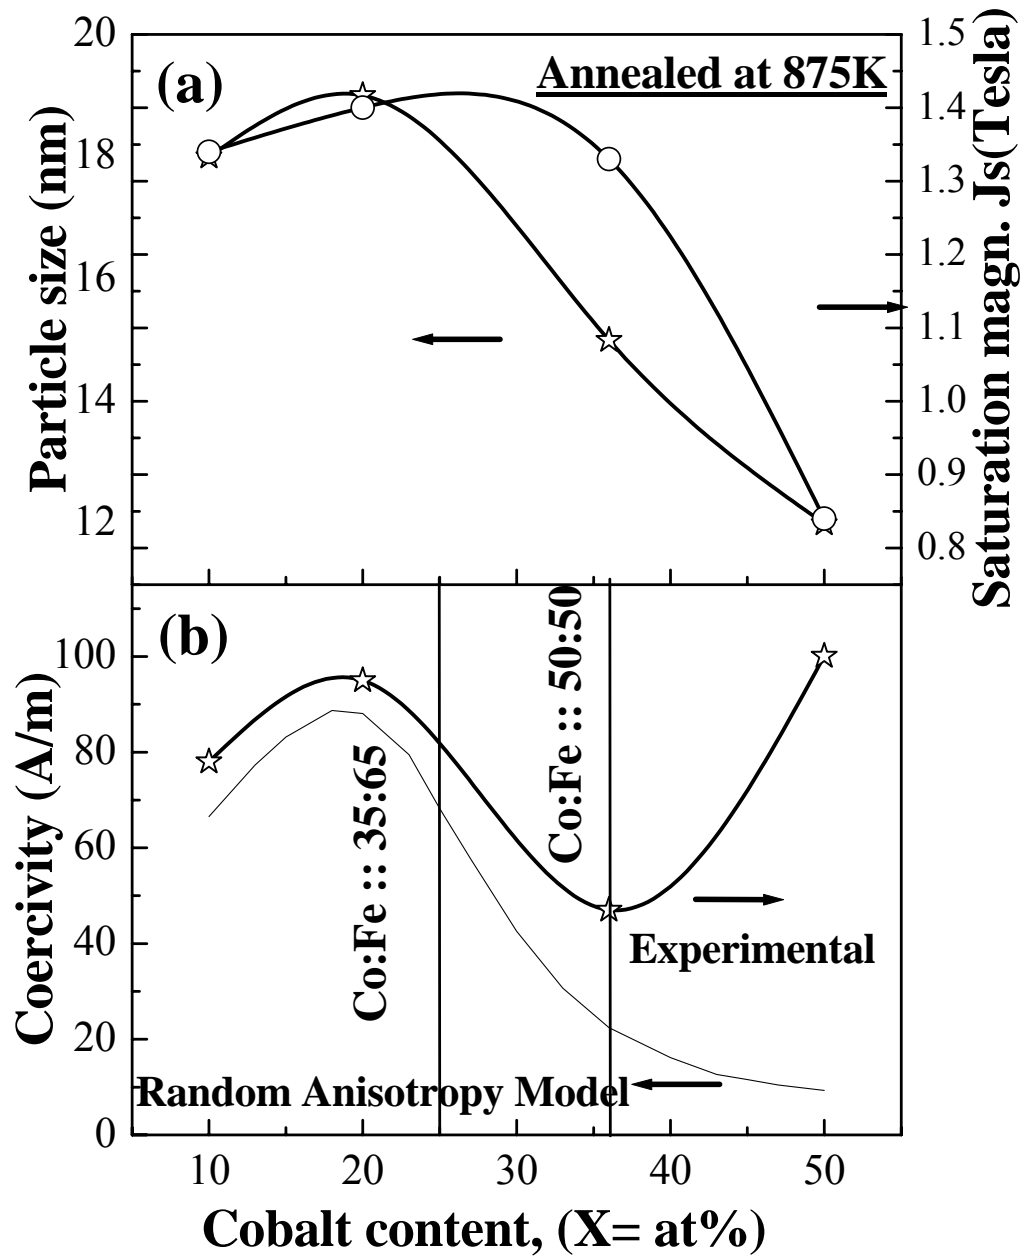 (a)
Annealed at 875K
Particle size (nm)
20
18
16
14
12
Saturation magn. Js(Tesla)
1.5
1.4
1.3
1.2
1.1
1.0
0.9
0.8
(b)
Coercivity (A/m)
100
80
60
40
20
0
Co:Fe :: 35:65
Co:Fe :: 50:50
Experimental
Random Anisotropy Model
10 20 30 40 50
Cobalt content, (X= at%)